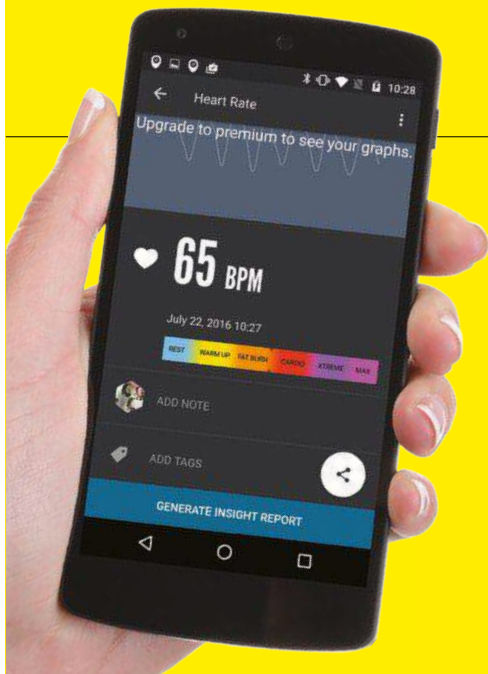 10:28
Heart Rate
Upgrade to premium to see your graphs.
65 BPM
July 22, 2016 10:27
REST WARM UP FAT BURN CARDIO XTREME MAX
ADD NOTE
ADD TAGS
GENERATE INSIGHT REPORT